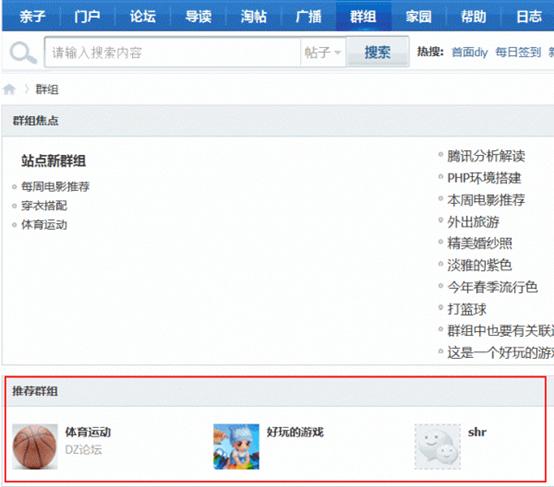 亲子 门户 论坛 导读 淘帖 广播 群组 家园 帮助 日志
请输入搜索内容 帖子 搜索 热搜: 首面diy 每日签到
群组
群组焦点
站点新群组
每周电影推荐
穿衣搭配
体育运动
腾讯分析解读
PHP环境搭建
本周电影推荐
外出旅游
精美婚纱照
淡雅的紫色
今年春季流行色
打篮球
群组中也要有关联
这是一个好玩的游戏
推荐群组
体育运动 好玩的游戏 shr
DZ论坛